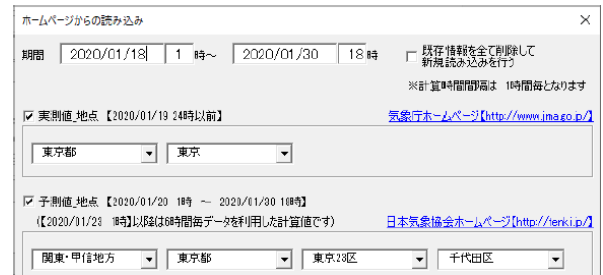 ホームページからの読み込み
期間 2020/01/18 1 時～ 2020/01/30 18 時 既存情報を全て削除して
新規読み込みを行う
※計算時間間隔は 1時間毎となります
実測値_地点 【2020/01/19 24時以前】 気象庁ホームページ【http://www.jma.go.jp/】
東京都 東京
予測値_地点 【2020/01/20 1時 ～ 2020/01/30 18時】
(【2020/01/23 1時】以降は6時間毎データを利用した計算値です) 日本気象協会ホームページ【http://tenki.jp/】
関東・甲信地方 東京都 東京23区 千代田区